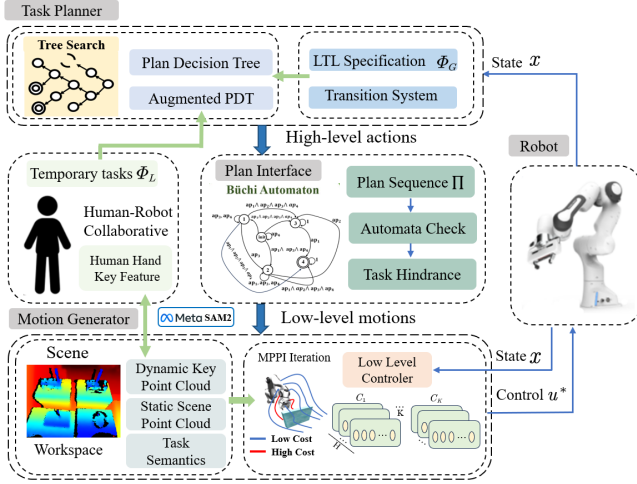 Task Planner
Tree Search
Plan Decision Tree
Augmented PDT
LTL Specification Φ_G
Transition System
State x
High-level actions
Robot
Temporary tasks Φ_L
Human-Robot
Collaborative
Human Hand
Key Feature
Plan Interface
Büchi Automaton
Plan Sequence ∏
Automata Check
Task Hindrance
Motion Generator
Meta SAM2
Low-level motions
Scene
Workspace
Dynamic Key
Point Cloud
Static Scene
Point Cloud
Task
Semantics
MPPI Iteration
Low Cost
High Cost
Low Level
Controler
C_1
K
C_K
State x
Control u*